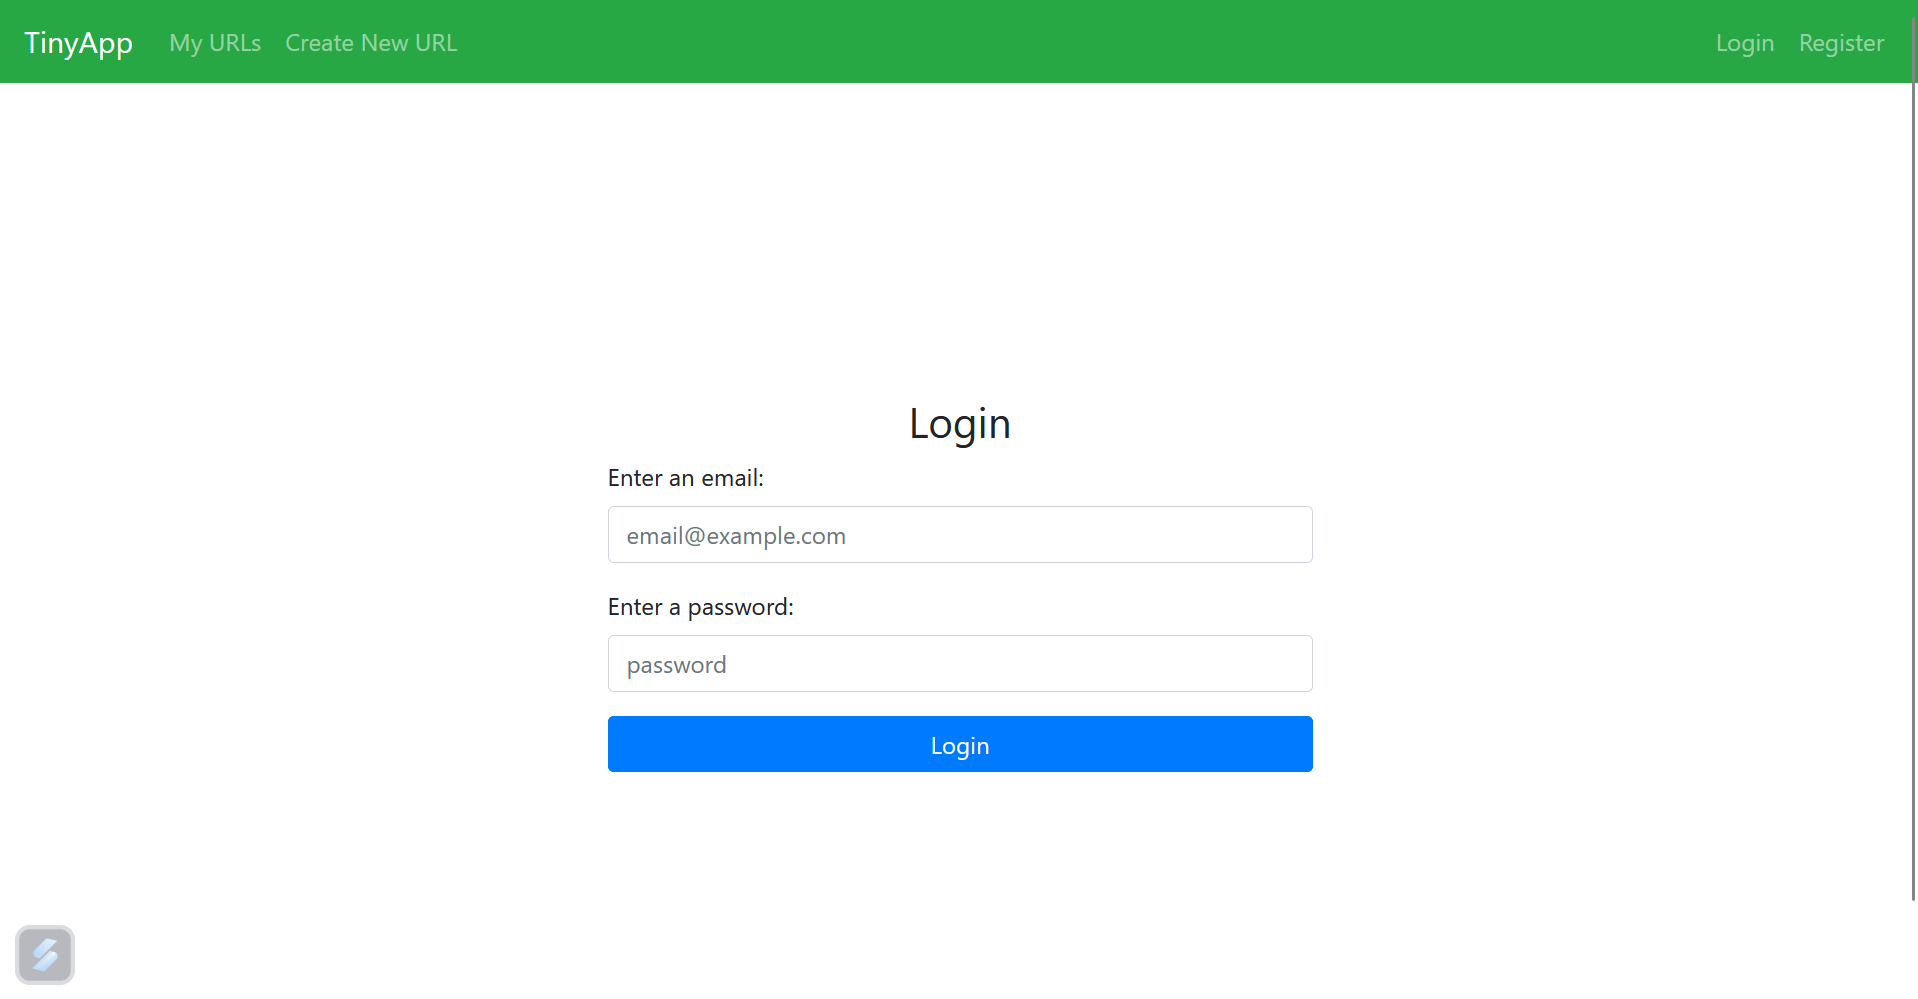 TinyApp My URLs Create New URL Login Register
Login
Enter an email:
email@example.com
Enter a password:
password
Login